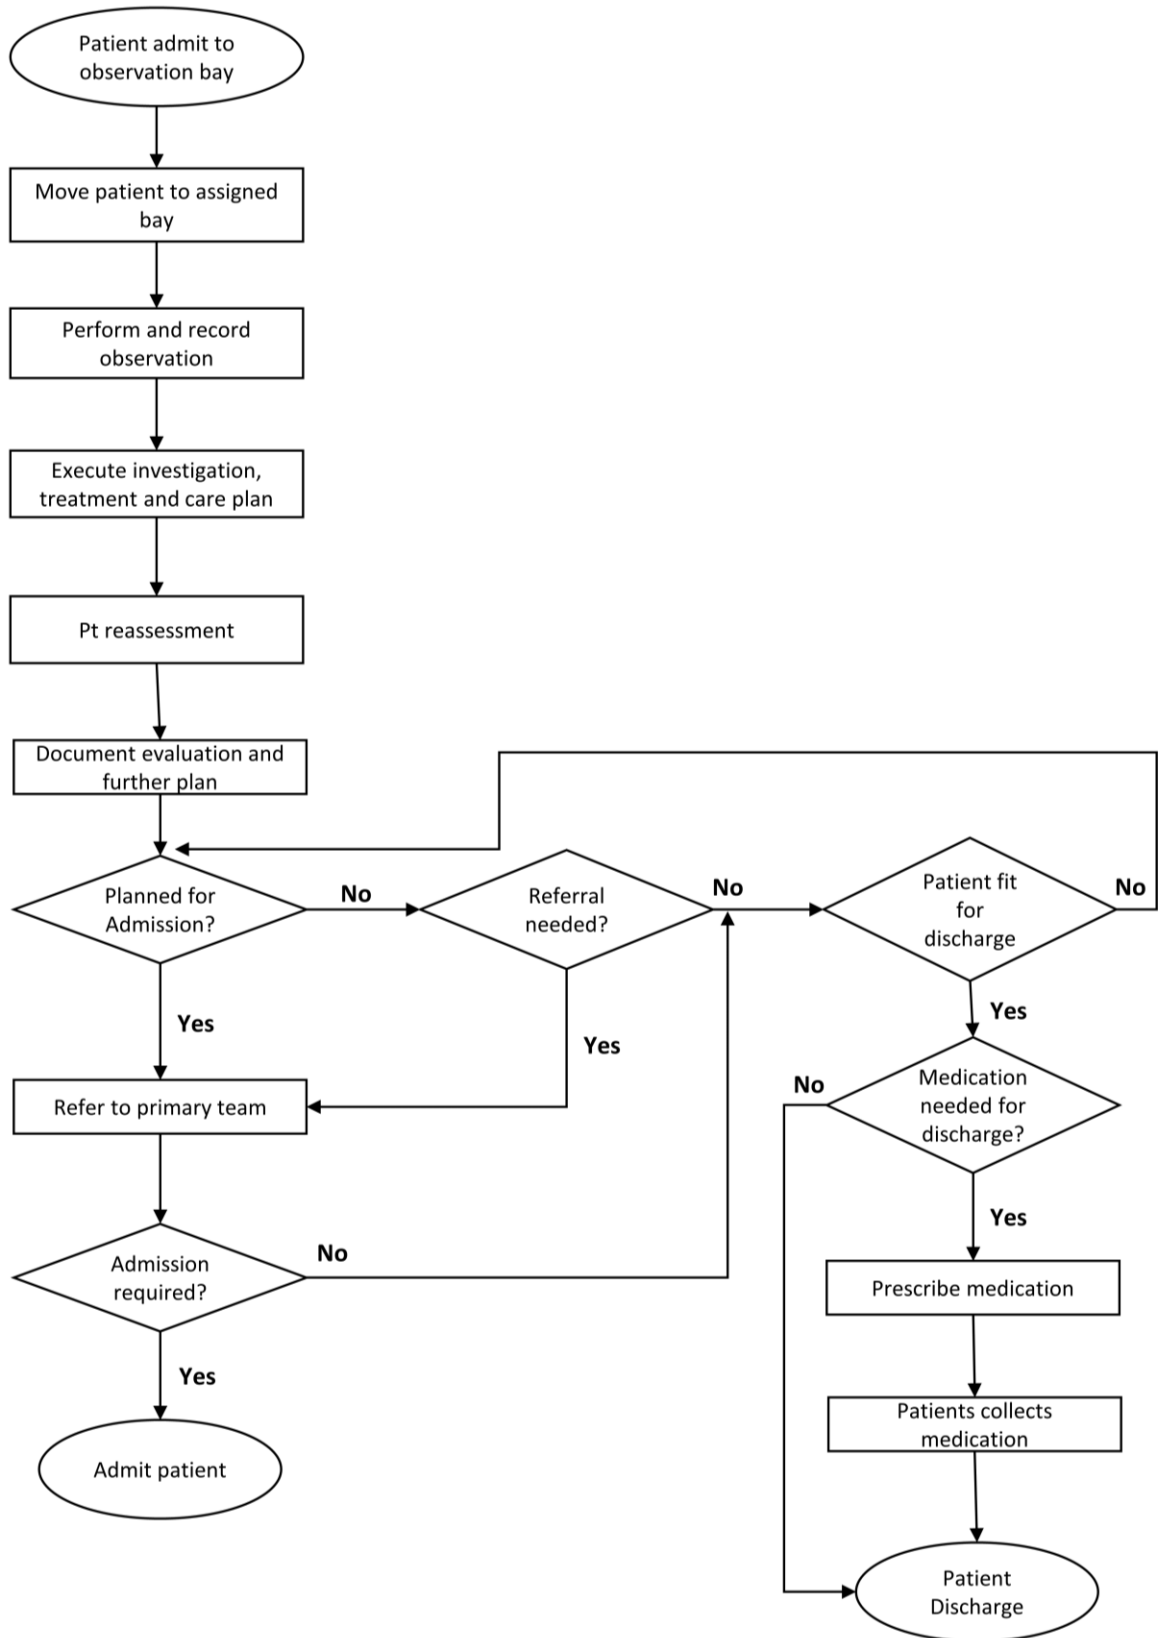 Patient admit to
observation bay
Move patient to assigned
bay
Perform and record
observation
Execute investigation,
treatment and care plan
Pt reassessment
Document evaluation and
further plan
Planned for
Admission?
No
Referral
needed?
No
Patient fit
for
discharge
No
Yes
Yes
Yes
Refer to primary team
No
Medication
needed for
discharge?
Yes
Admission
required?
No
Prescribe medication
Yes
Patients collects
medication
Admit patient
Patient
Discharge